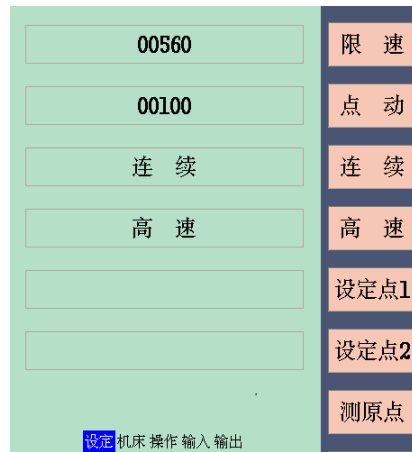 00560 限 速
00100 点 动
连 续 连 续
高 速 高 速
设定点1
设定点2
测原点
设定 机床 操作 输入 输出